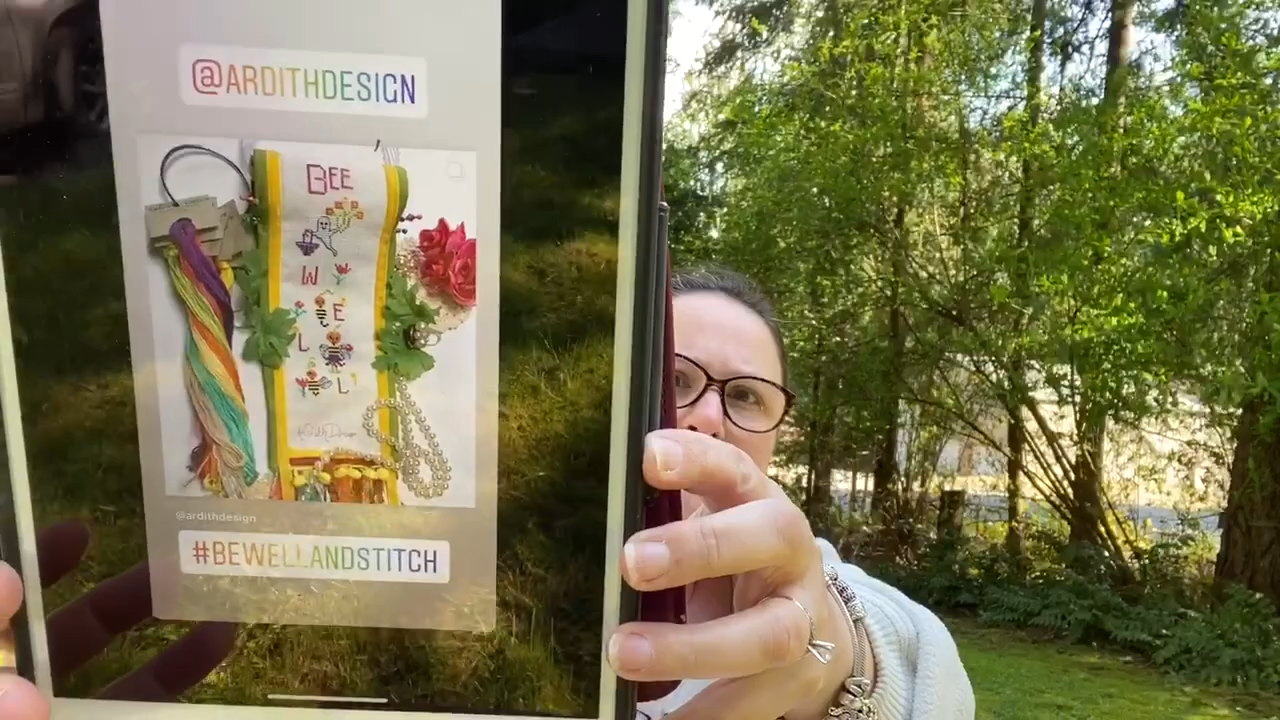 @ARDITHDESIGN
BEE
W
E
L
L
@ardithdesign
#BEWELLANDSTITCH